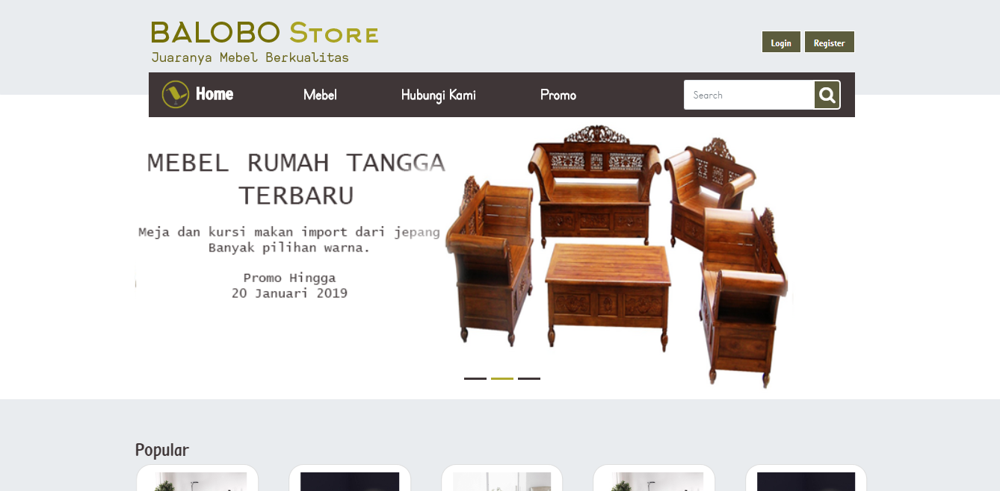 BALOBO STORE
Juaranya Mebel Berkualitas
Login
Register
Home
Mebel
Hubungi Kami
Promo
Search
MEBEL RUMAH TANGGA
TERBARU
Meja dan kursi makan import dari jepang
Banyak pilihan warna.
Promo Hingga
20 Januari 2019
Popular